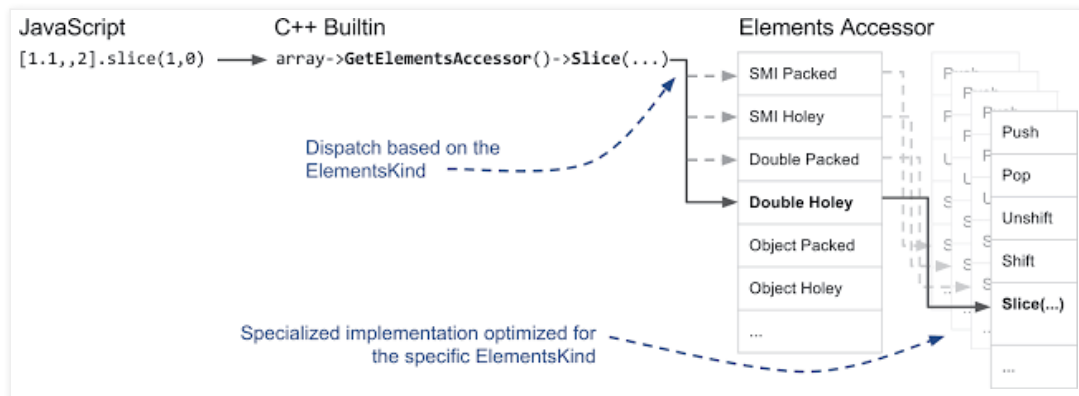 JavaScript
C++ Builtin
Elements Accessor
[1.1,,2].slice(1,0)
array->GetElementsAccessor()->Slice(...)
Dispatch based on the
ElementsKind
SMI Packed
SMI Holey
Double Packed
Double Holey
Object Packed
Object Holey
...
Push
Pop
Unshift
Shift
Slice(...)
...
Specialized implementation optimized for
the specific ElementsKind